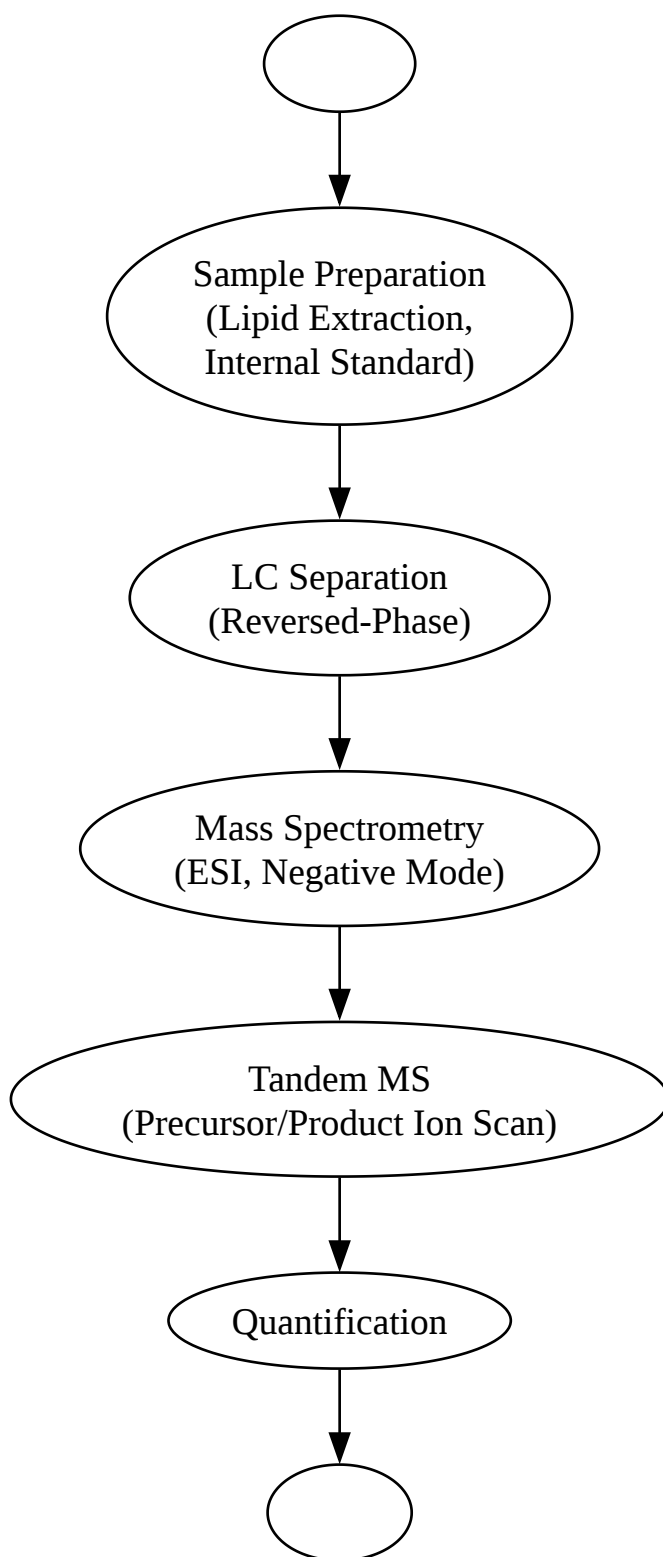 Sample Preparation
(Lipid Extraction,
Internal Standard)
LC Separation
(Reversed-Phase)
Mass Spectrometry
(ESI, Negative Mode)
Tandem MS
(Precursor/Product Ion Scan)
Quantification